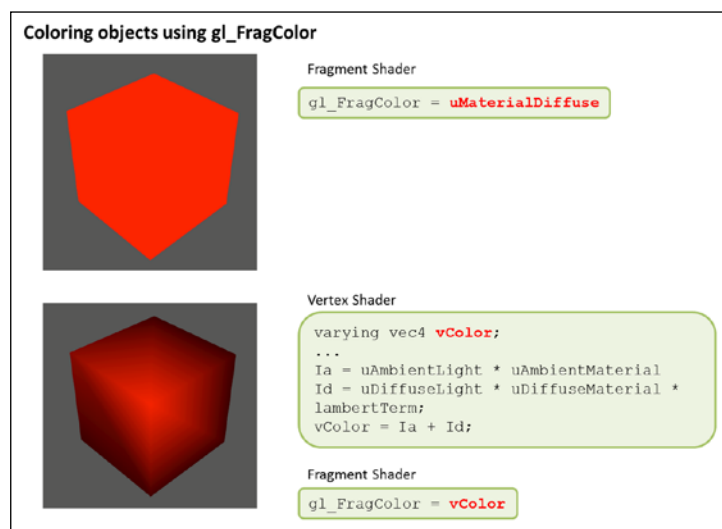 Coloring objects using gl_FragColor
Fragment Shader
gl_FragColor = uMaterialDiffuse
Vertex Shader
varying vec4 vColor;
...
Ia = uAmbientLight * uAmbientMaterial
Id = uDiffuseLight * uDiffuseMaterial *
lambertTerm;
vColor = Ia + Id;
Fragment Shader
gl_FragColor = vColor